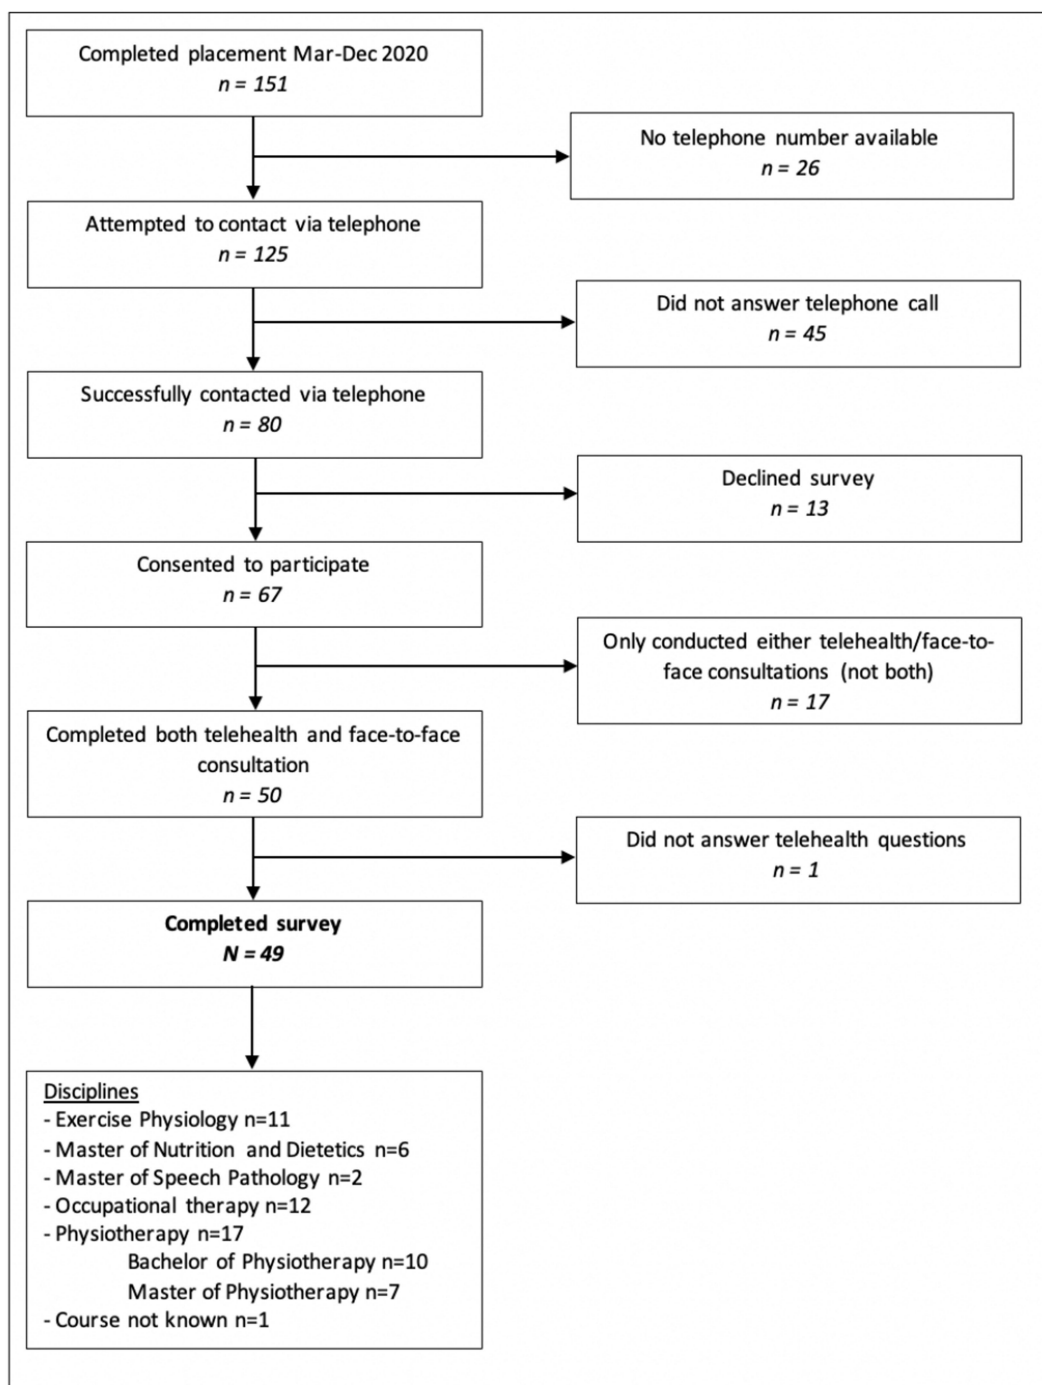 Completed placement Mar-Dec 2020
n = 151
No telephone number available
n = 26
Attempted to contact via telephone
n = 125
Did not answer telephone call
n = 45
Successfully contacted via telephone
n = 80
Declined survey
n = 13
Consented to participate
n = 67
Only conducted either telehealth/face-to-
face consultations (not both)
n = 17
Completed both telehealth and face-to-face
consultation
n = 50
Did not answer telehealth questions
n = 1
Completed survey
N = 49
Disciplines
- Exercise Physiology n=11
- Master of Nutrition and Dietetics n=6
- Master of Speech Pathology n=2
- Occupational therapy n=12
- Physiotherapy n=17
Bachelor of Physiotherapy n=10
Master of Physiotherapy n=7
- Course not known n=1